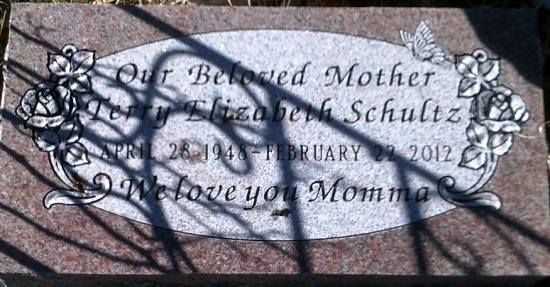 Our Beloved Mother
Terry Elizabeth Schultz
APRIL 28 1948 - FEBRUARY 22 2012
We love you Momma